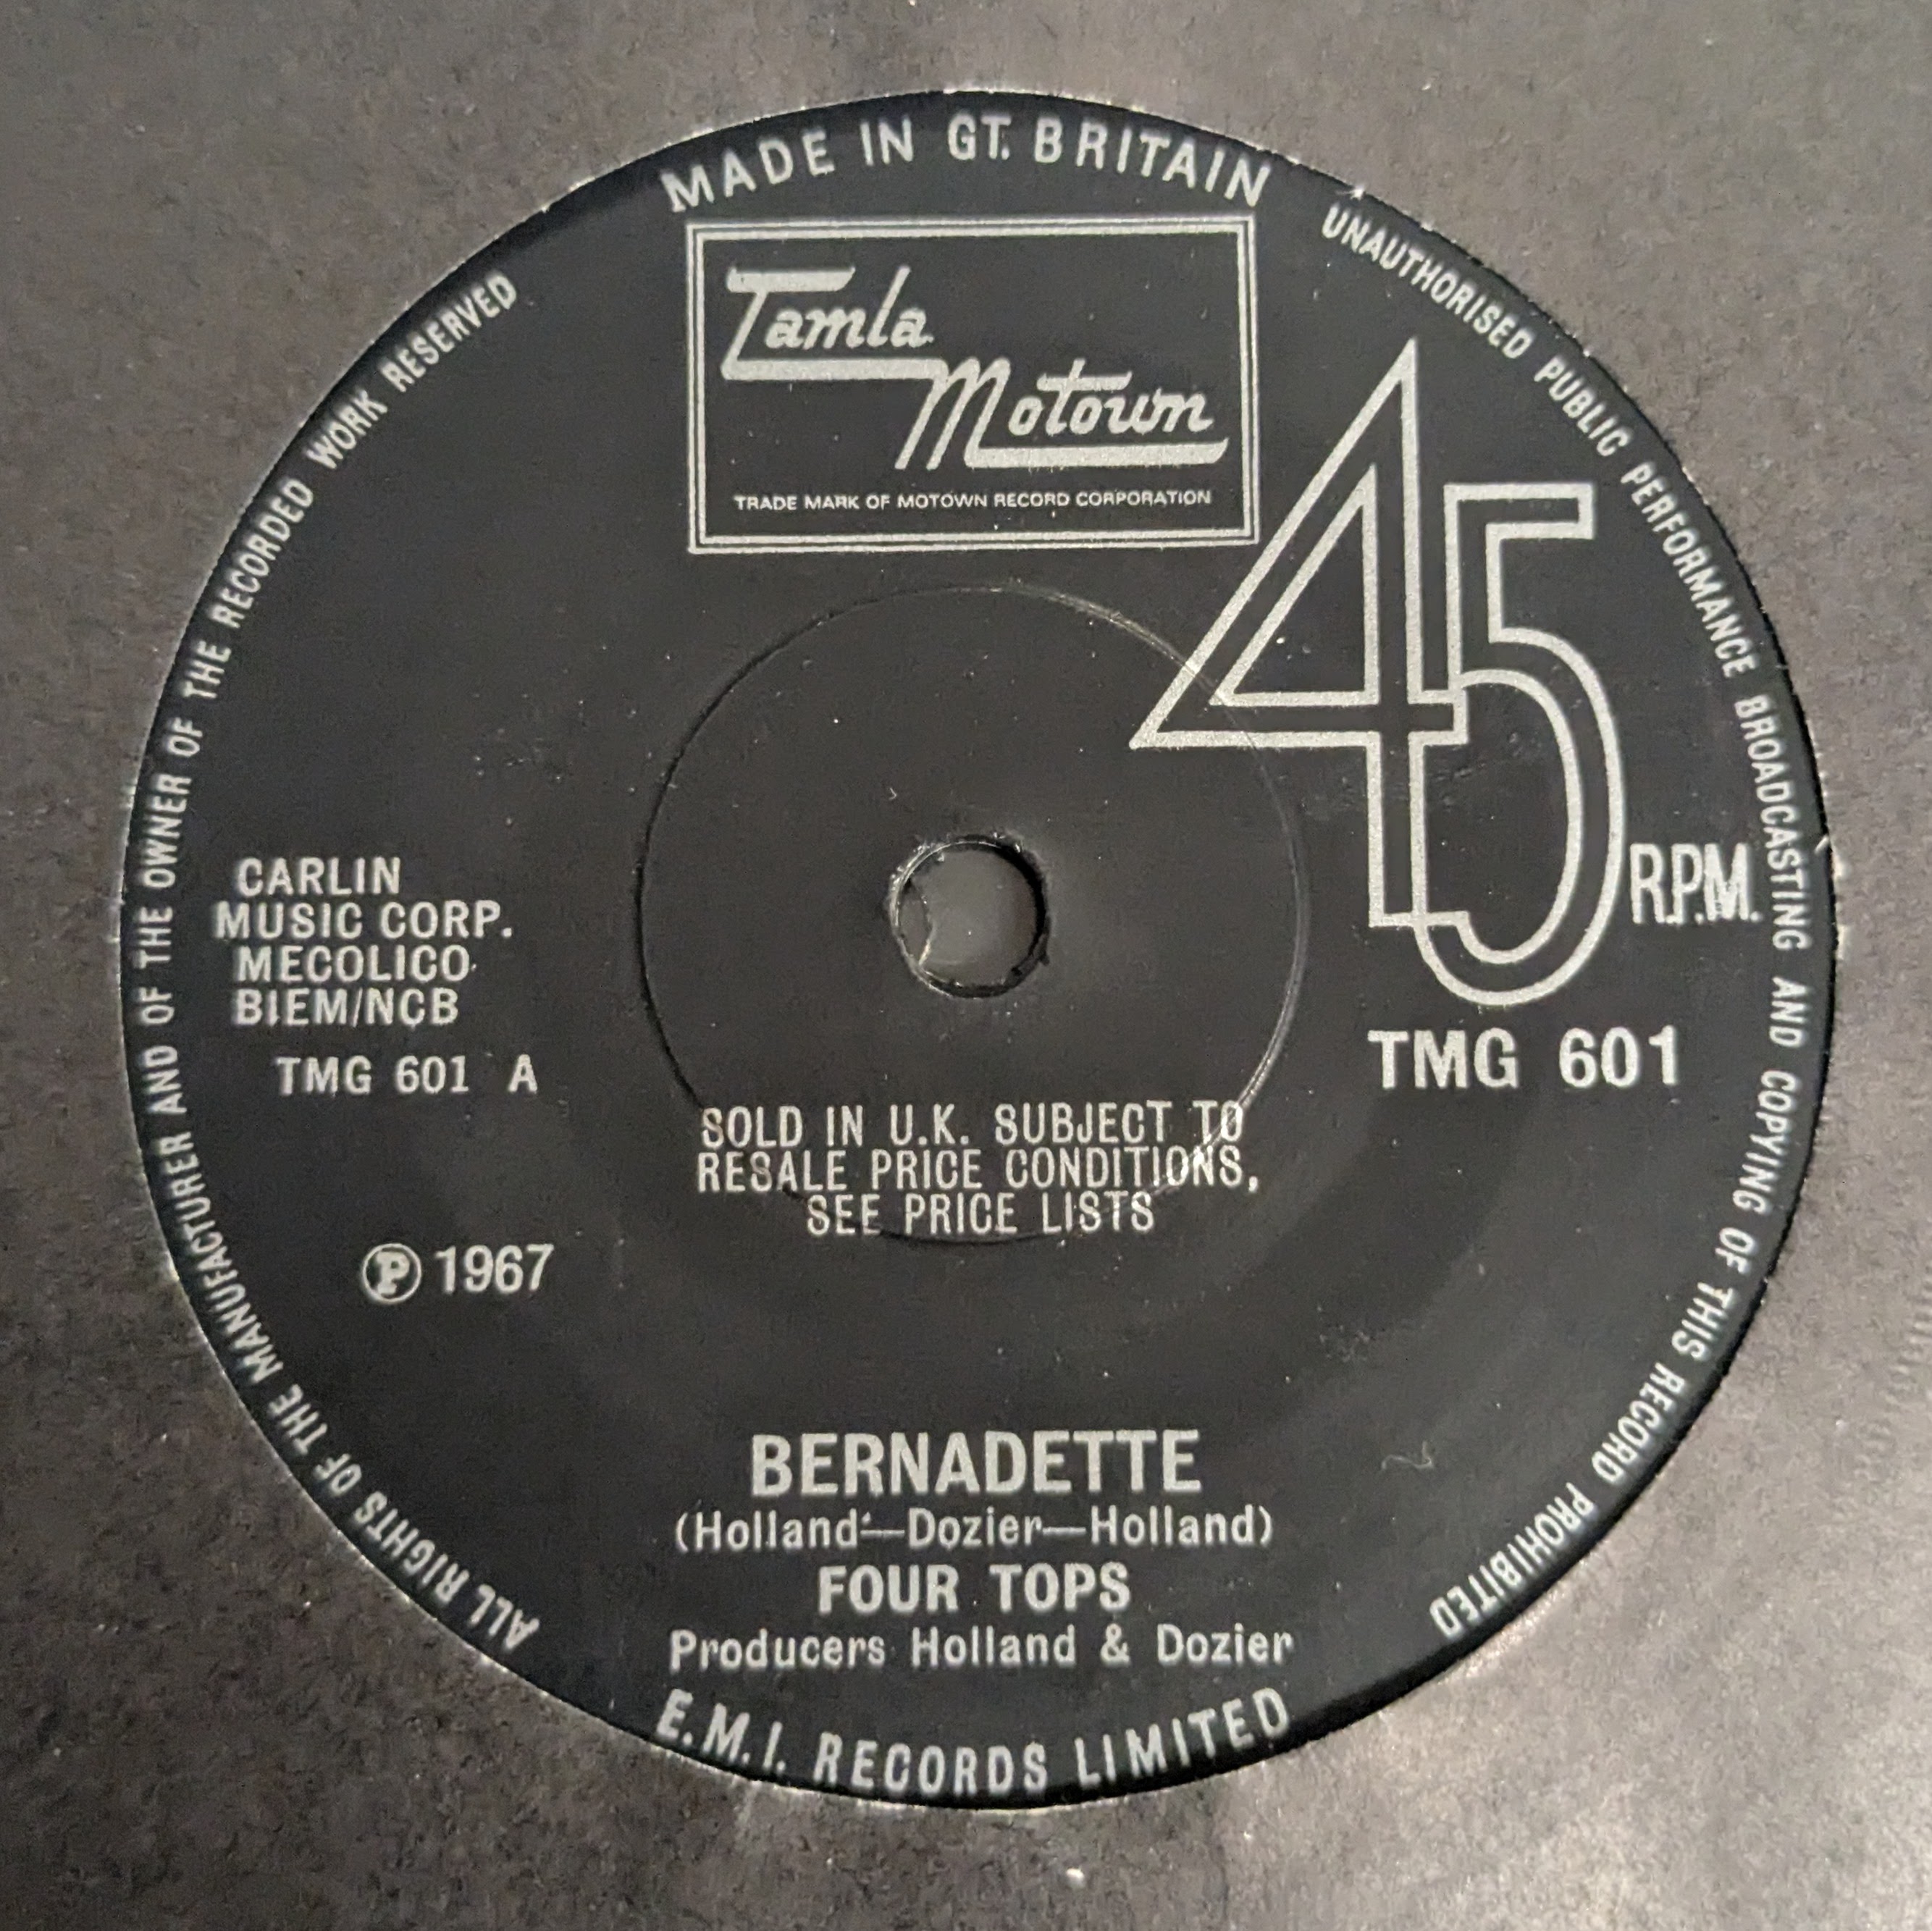 MADE IN GT. BRITAIN
Tamla
Motown
TRADE MARK OF MOTOWN RECORD CORPORATION
45
R.P.M.
TMG 601
CARLIN
MUSIC CORP.
MECOLICO
BIEM/NCB
TMG 601 A
SOLD IN U.K. SUBJECT TO
RESALE PRICE CONDITIONS,
SEE PRICE LISTS
Ⓟ 1967
BERNADETTE
(Holland—Dozier—Holland)
FOUR TOPS
Producers Holland & Dozier
E.M.I. RECORDS LIMITED
ALL RIGHTS OF THE MANUFACTURER AND OF THE OWNER OF THE RECORDED WORK RESERVED
UNAUTHORISED PUBLIC PERFORMANCE BROADCASTING AND COPYING OF THIS RECORD PROHIBITED